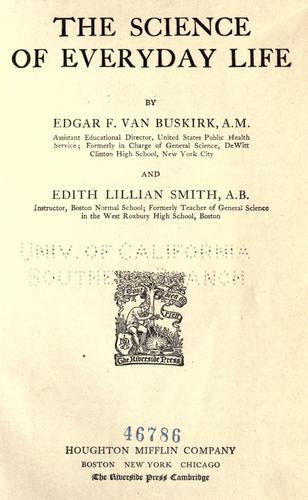 THE SCIENCE
OF EVERYDAY LIFE
BY
EDGAR F. VAN BUSKIRK, A.M.
Assistant Educational Director, United States Public Health
Service; Formerly in Charge of General Science, DeWitt
Clinton High School, New York City
AND
EDITH LILLIAN SMITH, A.B.
Instructor, Boston Normal School; Formerly Teacher of General Science
in the West Roxbury High School, Boston
UNIV. OF CALIFORNIA
SOUTHERN BRANCH
Tout bien ou rien
The Riverside Press
46786
HOUGHTON MIFFLIN COMPANY
BOSTON NEW YORK CHICAGO
The Riverside Press Cambridge